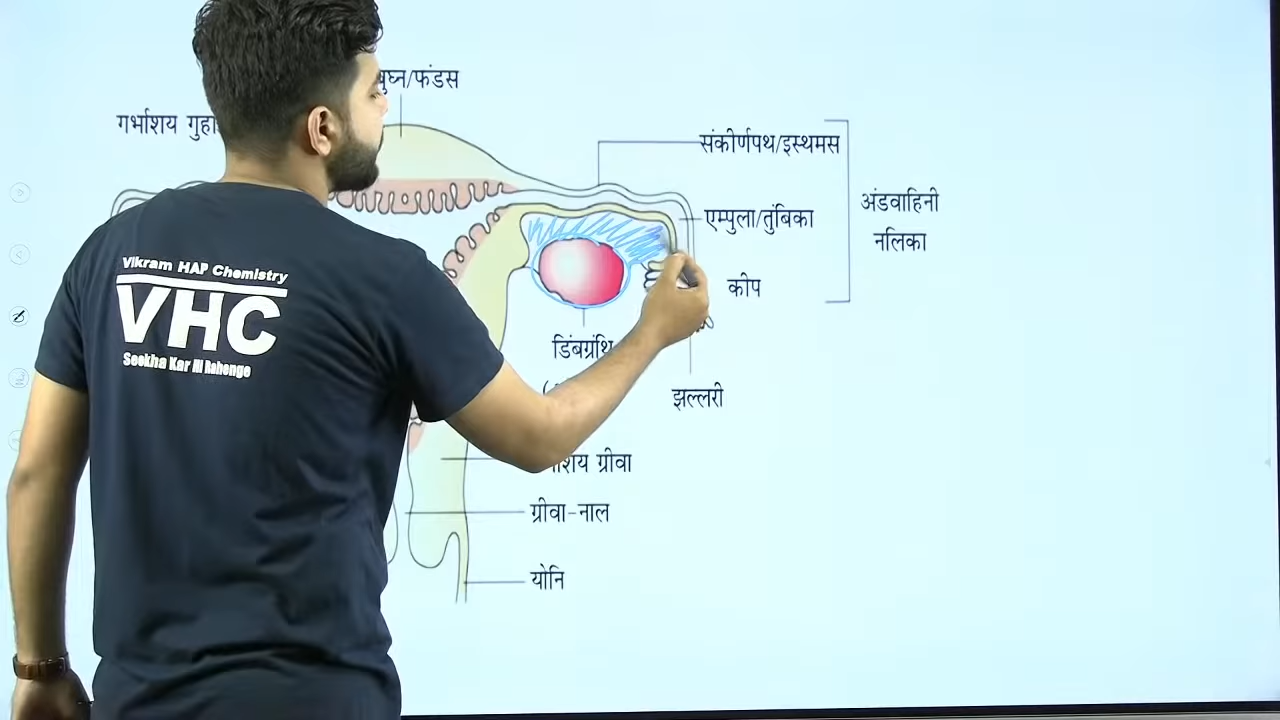 बुघ्न/फंडस
गर्भाशय
संकीर्णपथ/इस्थमस
अंडवाहिनी
नलिका
एम्पुला/तुंबिका
कीप
डिंबग्रंथि
झल्लरी
ग्रीवा
ग्रीवा-नाल
योनि
Vikram HAP Chemistry
VHC
Seekha Kar Hi Rahenge